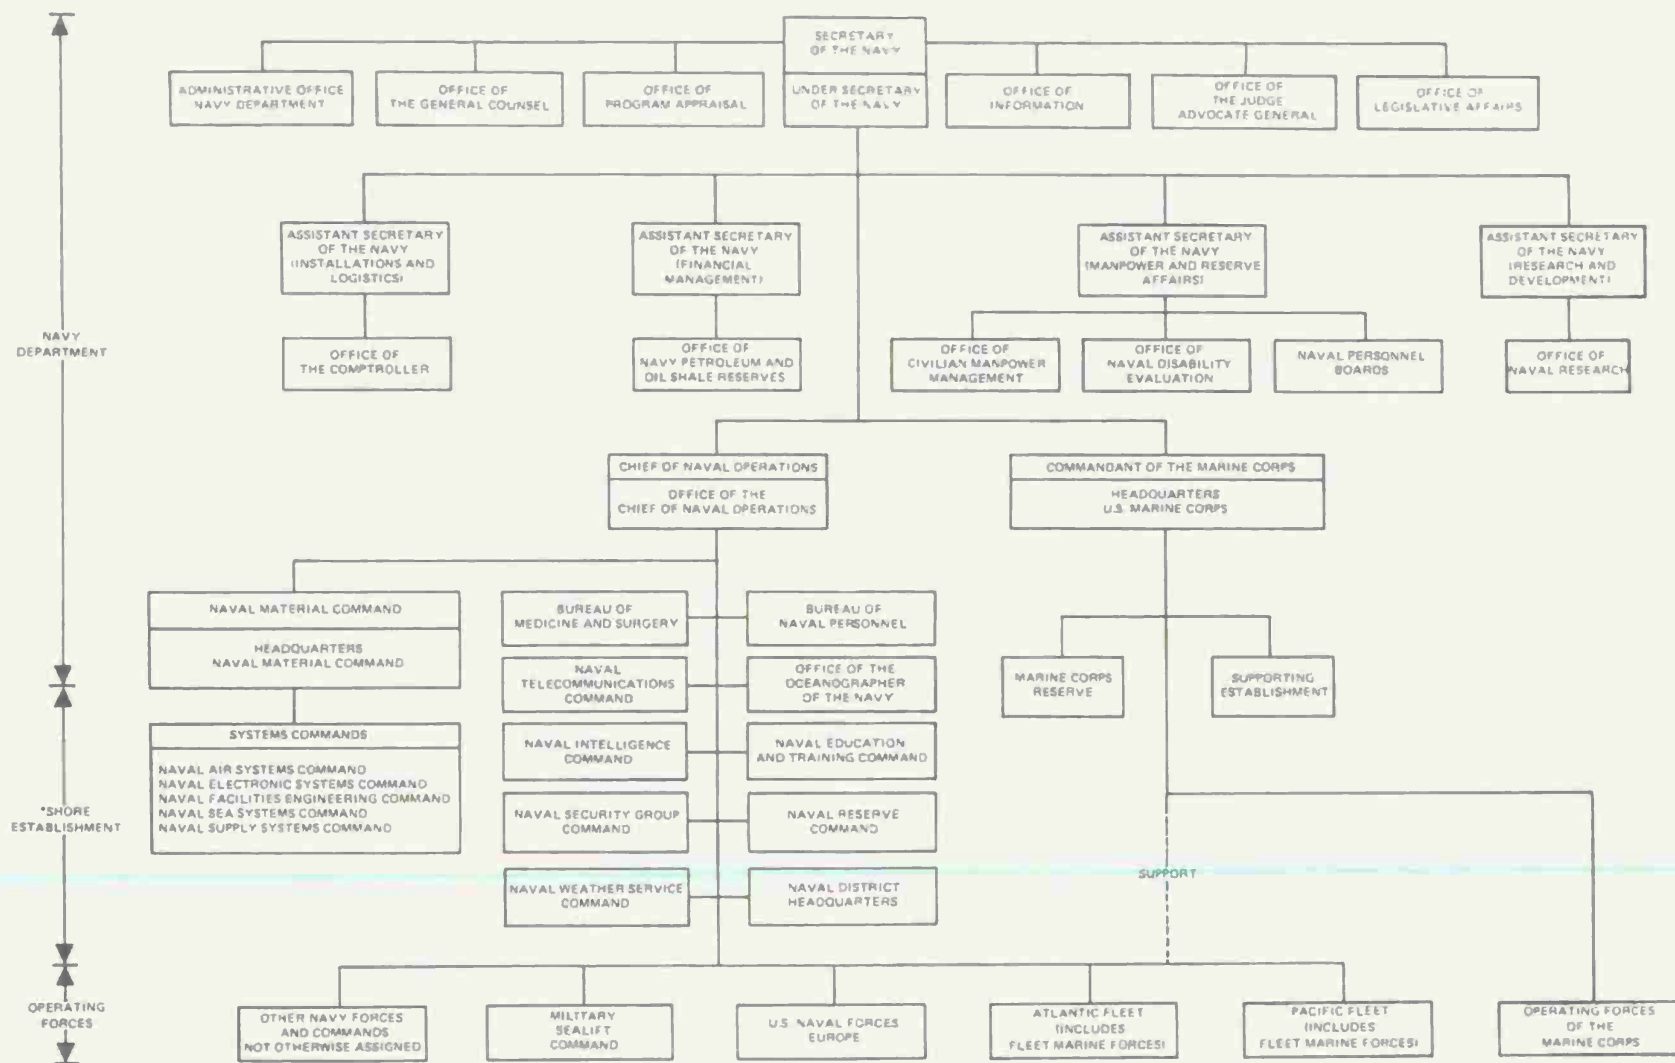 SECRETARY
OF THE NAVY
UNDER SECRETARY
OF THE NAVY
ADMINISTRATIVE OFFICE
NAVY DEPARTMENT
OFFICE OF
THE GENERAL COUNSEL
OFFICE OF
PROGRAM APPRAISAL
OFFICE OF
INFORMATION
OFFICE OF
THE JUDGE
ADVOCATE GENERAL
OFFICE OF
LEGISLATIVE AFFAIRS
ASSISTANT SECRETARY
OF THE NAVY
(INSTALLATIONS AND
LOGISTICS)
ASSISTANT SECRETARY
OF THE NAVY
(FINANCIAL
MANAGEMENT)
ASSISTANT SECRETARY
OF THE NAVY
(MANPOWER AND RESERVE
AFFAIRS)
ASSISTANT SECRETARY
OF THE NAVY
(RESEARCH AND
DEVELOPMENT)
NAVY
DEPARTMENT
OFFICE OF
THE COMPTROLLER
OFFICE OF
NAVY PETROLEUM AND
OIL SHALE RESERVES
OFFICE OF
CIVILIAN MANPOWER
MANAGEMENT
OFFICE OF
NAVAL DISABILITY
EVALUATION
NAVAL PERSONNEL
BOARDS
OFFICE OF
NAVAL RESEARCH
CHIEF OF NAVAL OPERATIONS
OFFICE OF THE
CHIEF OF NAVAL OPERATIONS
COMMANDANT OF THE MARINE CORPS
HEADQUARTERS
U.S. MARINE CORPS
NAVAL MATERIAL COMMAND
HEADQUARTERS
NAVAL MATERIAL COMMAND
BUREAU OF
MEDICINE AND SURGERY
BUREAU OF
NAVAL PERSONNEL
NAVAL
TELECOMMUNICATIONS
COMMAND
OFFICE OF THE
OCEANOGRAPHER
OF THE NAVY
MARINE CORPS
RESERVE
SUPPORTING
ESTABLISHMENT
SYSTEMS COMMANDS
NAVAL AIR SYSTEMS COMMAND
NAVAL ELECTRONIC SYSTEMS COMMAND
NAVAL FACILITIES ENGINEERING COMMAND
NAVAL SEA SYSTEMS COMMAND
NAVAL SUPPLY SYSTEMS COMMAND
NAVAL INTELLIGENCE
COMMAND
NAVAL EDUCATION
AND TRAINING COMMAND
*SHORE
ESTABLISHMENT
NAVAL SECURITY GROUP
COMMAND
NAVAL RESERVE
COMMAND
NAVAL WEATHER SERVICE
COMMAND
NAVAL DISTRICT
HEADQUARTERS
SUPPORT
OPERATING
FORCES
OTHER NAVY FORCES
AND COMMANDS
NOT OTHERWISE ASSIGNED
MILITARY
SEALIFT
COMMAND
U.S. NAVAL FORCES
EUROPE
ATLANTIC FLEET
(INCLUDES
FLEET MARINE FORCES)
PACIFIC FLEET
(INCLUDES
FLEET MARINE FORCES)
OPERATING FORCES
OF THE
MARINE CORPS